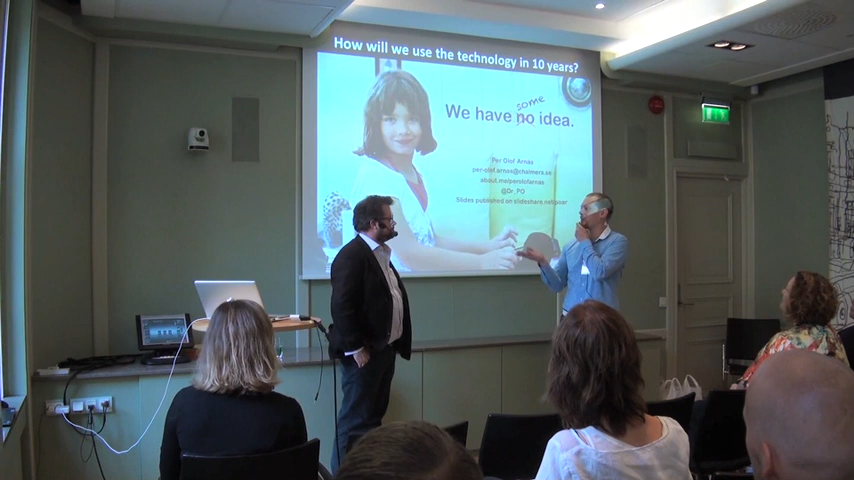 How will we use the technology in 10 years?
some
We have no idea.
Per Olof Arnas
per-olof.arnas@chalmers.se
about.me/perolofarnas
@Dr_PO
Slides published on slideshare.net/poar